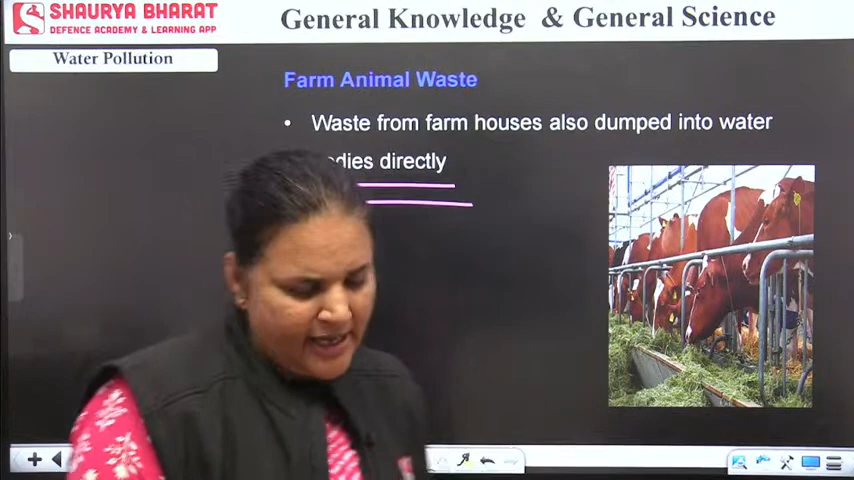 SHAURYA BHARAT
DEFENCE ACADEMY & LEARNING APP
General Knowledge & General Science
Water Pollution
Farm Animal Waste
• Waste from farm houses also dumped into water
dies directly